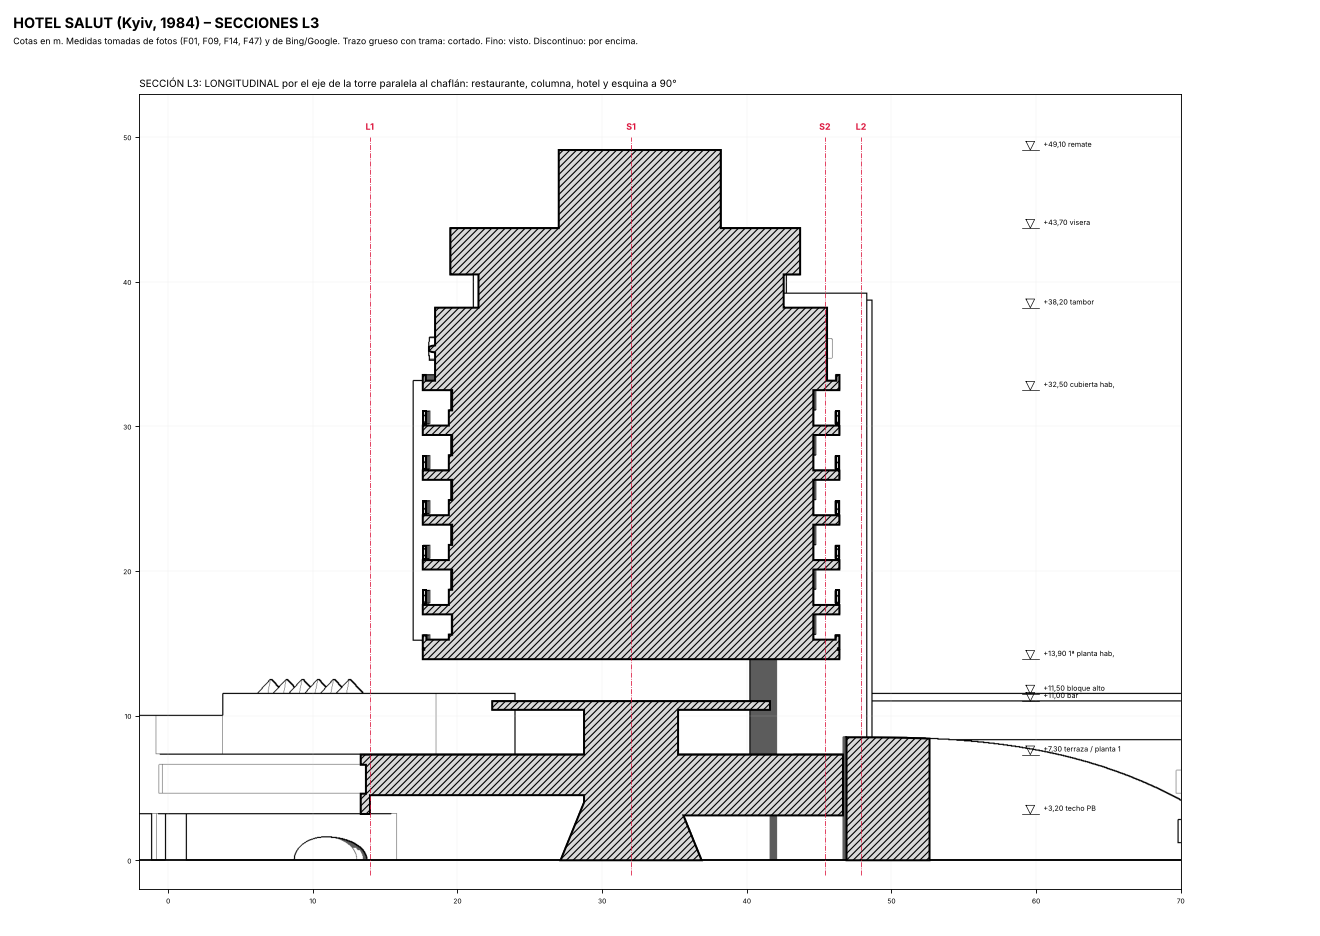 HOTEL SALUT (Kyiv, 1984) – SECCIONES L3
Cotas en m. Medidas tomadas de fotos (F01, F09, F14, F47) y de Bing/Google. Trazo grueso con trama: cortado. Fino: visto. Discontinuo: por encima.
SECCIÓN L3: LONGITUDINAL por el eje de la torre paralela al chaflán: restaurante, columna, hotel y esquina a 90°
L1 S1 S2 L2
50
+49,10 remate
+43,70 visera
40
+38,20 tambor
+32,50 cubierta hab,
30
20
+13,90 1ª planta hab,
+11,50 bloque alto
+11,00 bar
10
+7,30 terraza / planta 1
+3,20 techo PB
0
0 10 20 30 40 50 60 70